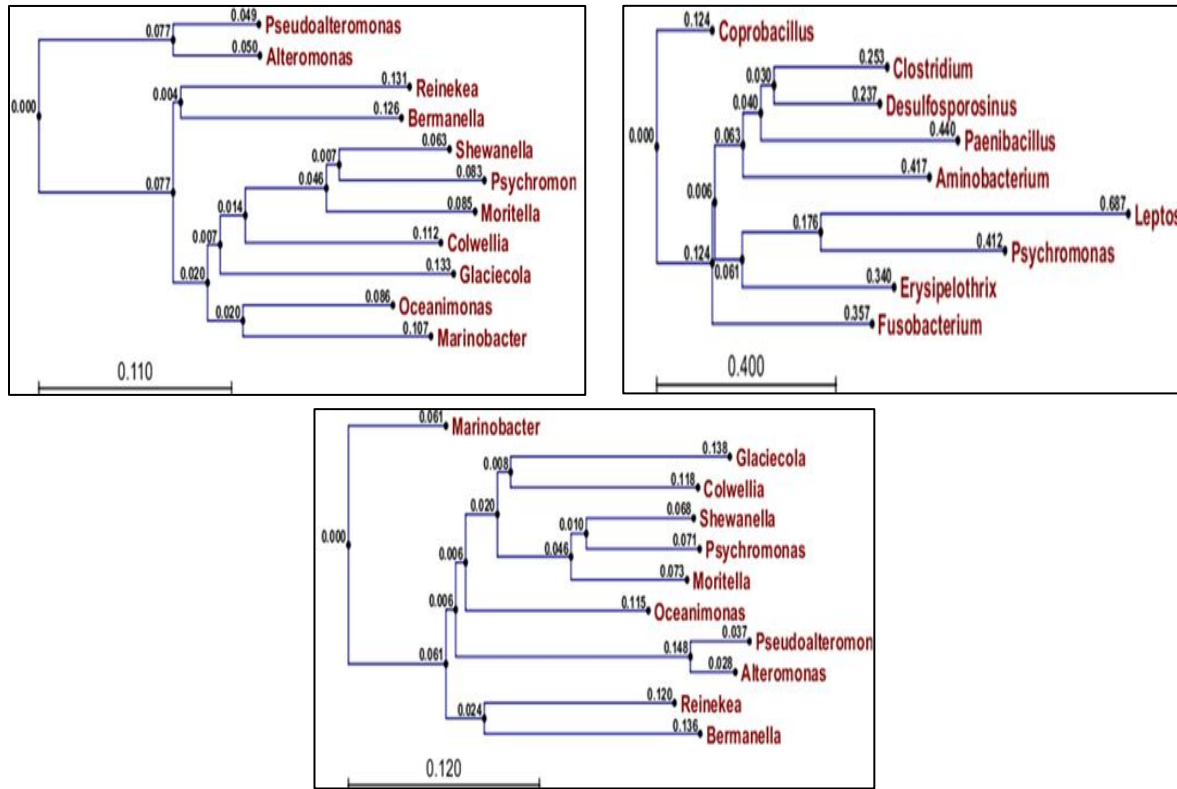 0.049
Pseudoalteromonas
0.077
0.050
Alteromonas
0.131
Reinekea
0.000
0.004
0.126
Bermanella
0.063
Shewanella
0.007
0.083
Psychromon
0.077
0.046
0.085
Moritella
0.014
0.112
Colwellia
0.007
0.133
Glaciecola
0.020
0.086
Oceanimonas
0.020
0.107
Marinobacter
0.110
0.124
Coprobacillus
0.253
Clostridium
0.030
0.237
Desulfosporosinus
0.040
0.440
Paenibacillus
0.000
0.063
0.417
Aminobacterium
0.006
0.687
Leptos
0.176
0.412
Psychromonas
0.124
0.061
0.340
Erysipelothrix
0.357
Fusobacterium
0.400
0.061
Marinobacter
0.138
Glaciecola
0.008
0.118
Colwellia
0.020
0.068
Shewanella
0.010
0.071
Psychromonas
0.000
0.046
0.073
Moritella
0.006
0.115
Oceanimonas
0.006
0.037
Pseudoalteromon
0.148
0.028
Alteromonas
0.061
0.120
Reinekea
0.024
0.136
Bermanella
0.120